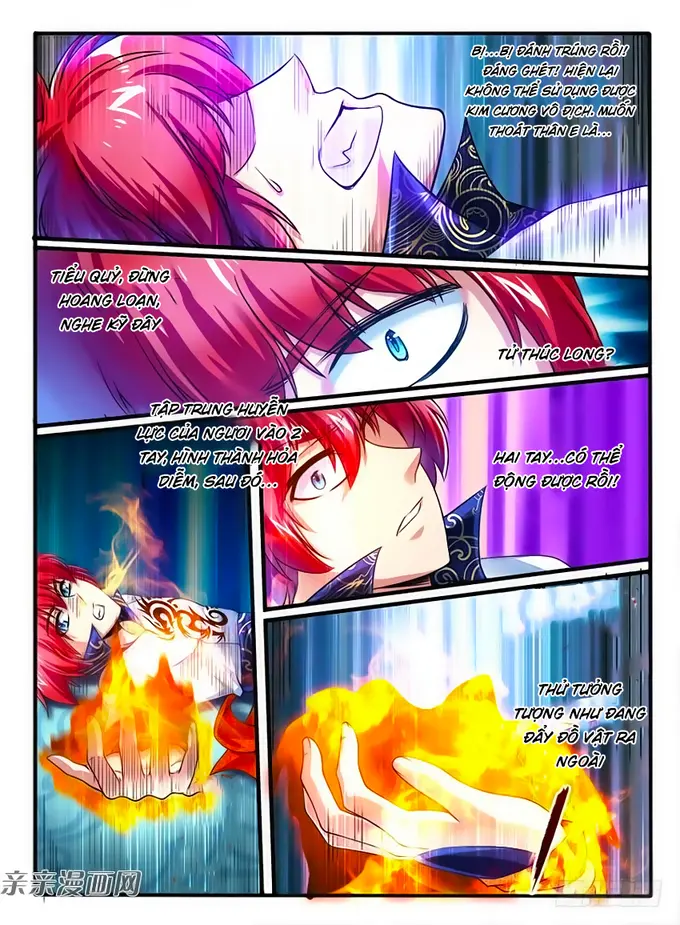 BỊ...BỊ ĐÁNH TRÚNG RỒI!
ĐÁNG GHÉT! HIỆN LẠI
KHÔNG THỂ SỬ DỤNG ĐƯỢC
KIM CƯƠNG VÔ ĐỊCH. MUỐN
THOÁT THÂN E LÀ...
TIỂU QUỶ, ĐỪNG
HOANG LOẠN,
NGHE KỸ ĐÂY
TỬ THÚC LONG?
TẬP TRUNG HUYỄN
LỰC CỦA NGƯƠI VÀO 2
TAY, HÌNH THÀNH HỎA
DIỄM, SAU ĐÓ...
HAI TAY...CÓ THỂ
ĐỘNG ĐƯỢC RỒI!
THỬ TƯỞNG
TƯỢNG NHƯ ĐANG
ĐẨY ĐỒ VẬT RA
NGOÀI
亲亲漫画网